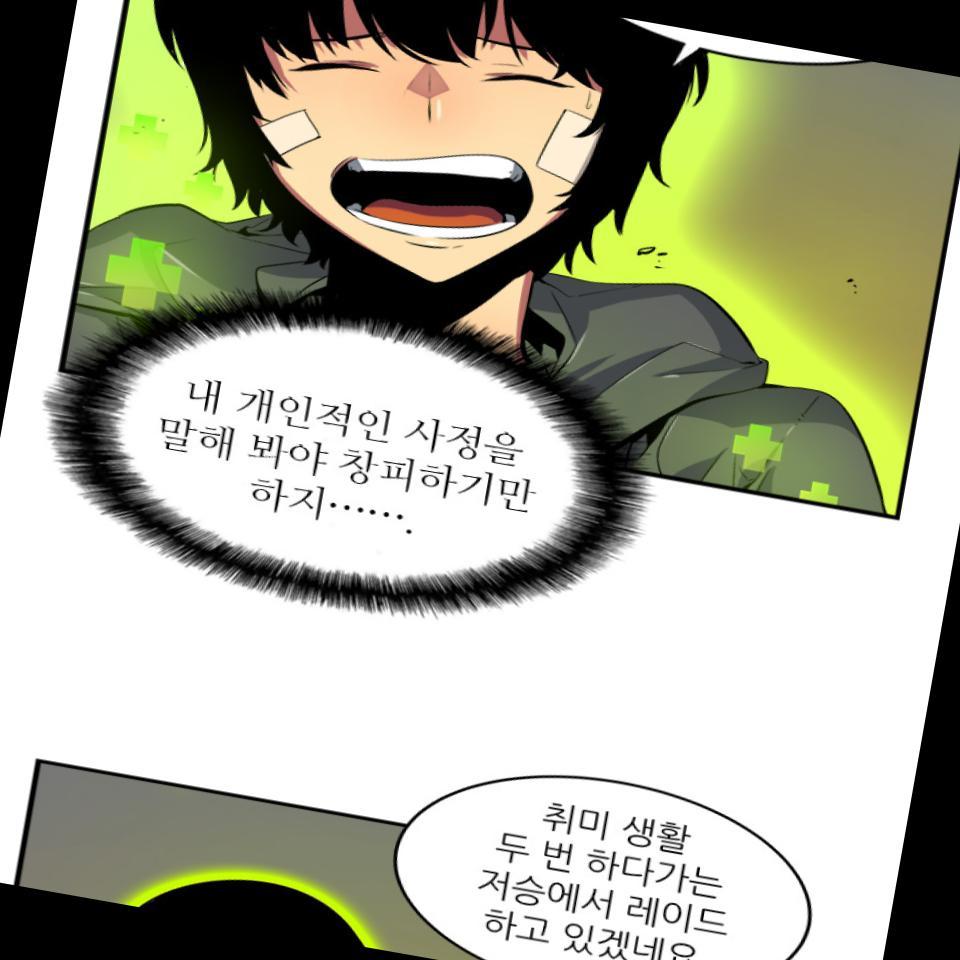 내 개인적인 사정을
말해 봐야 창피하기만
하지…….
취미 생활
두 번 하다가는
저승에서 레이드
하고 있겠네요